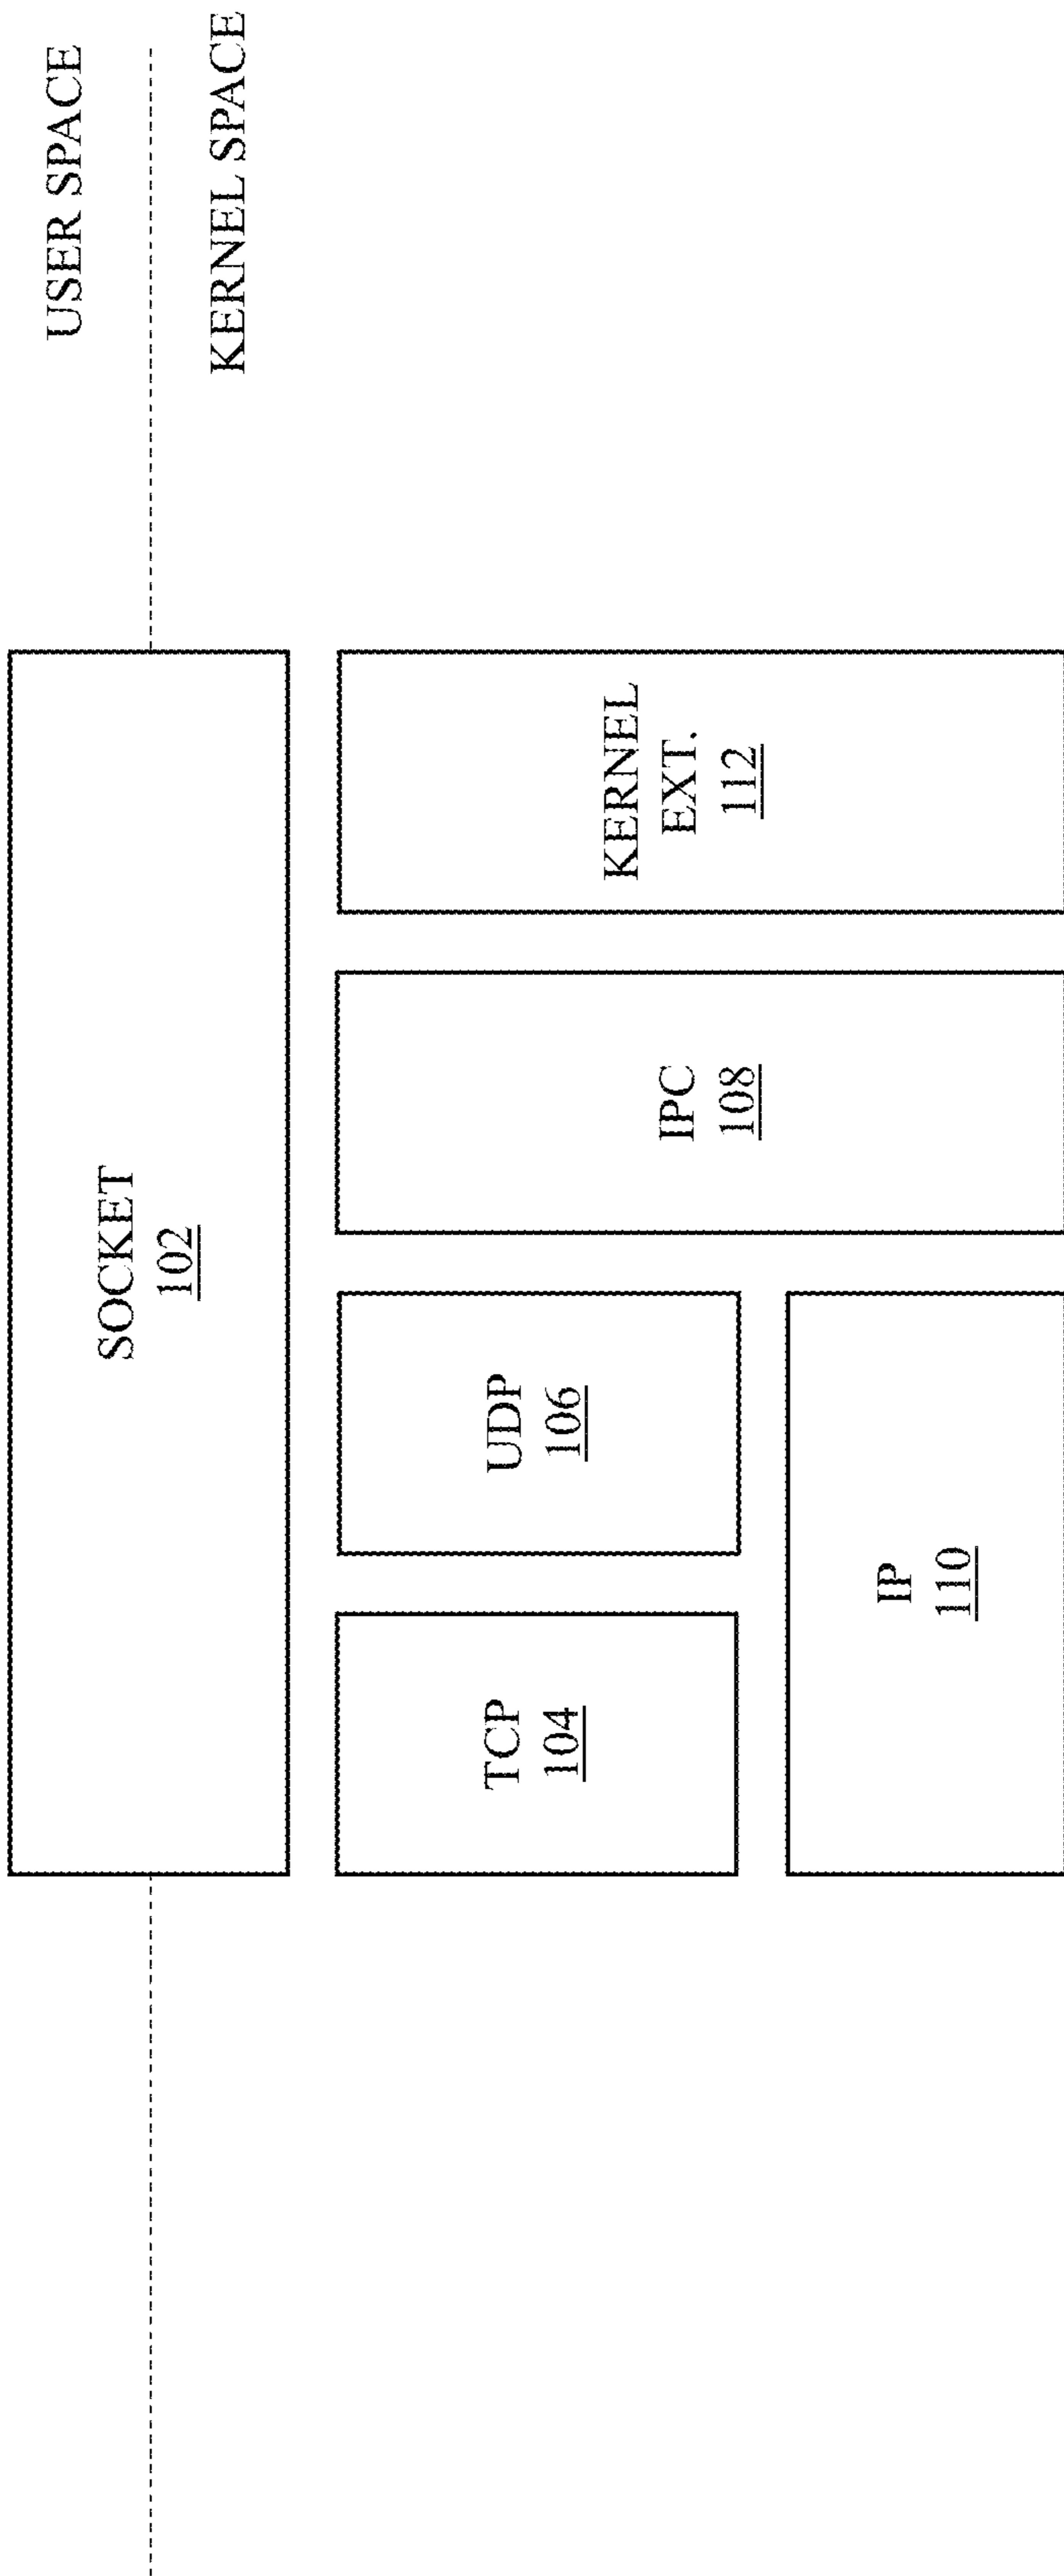 USER SPACE
KERNEL SPACE
SOCKET
102
TCP
104
UDP
106
IPC
108
KERNEL
EXT.
112
IP
110